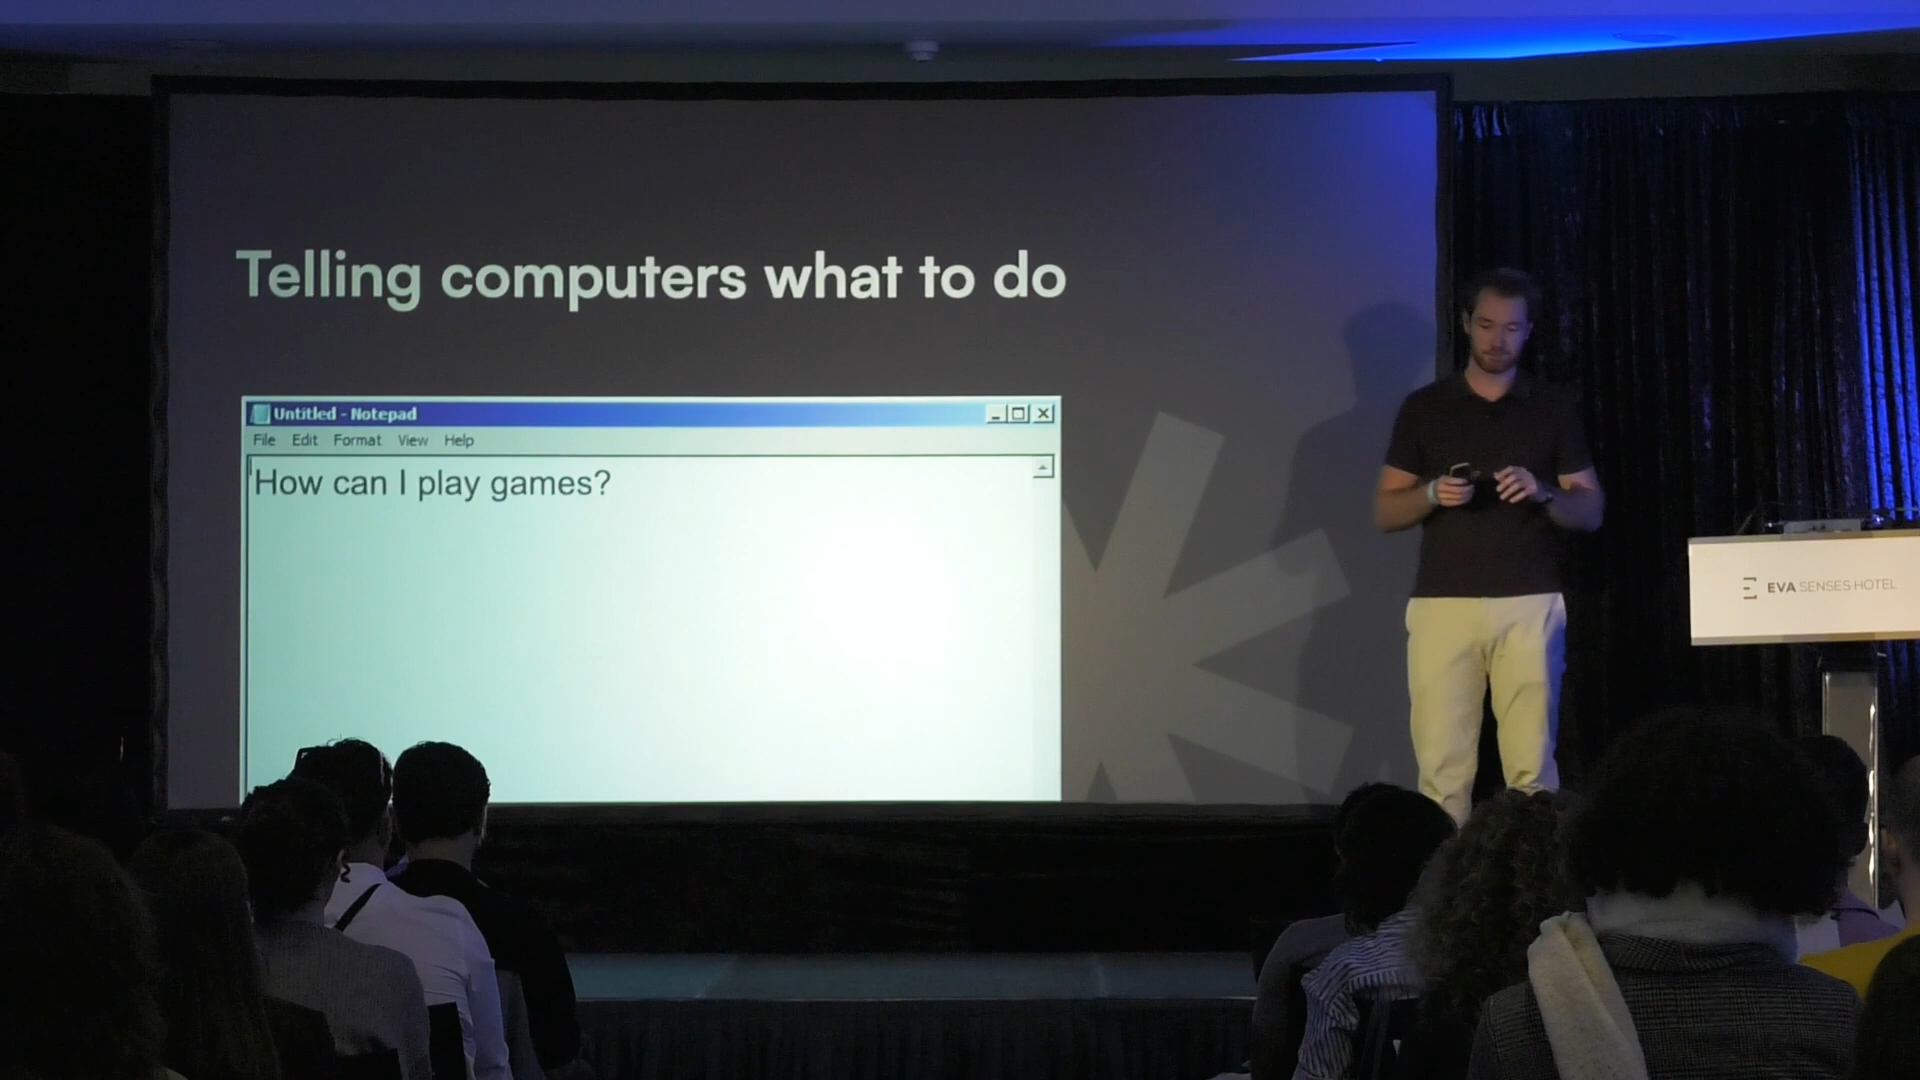 Telling computers what to do
Untitled - Notepad
File Edit Format View Help
How can I play games?
EVA SENSES HOTEL